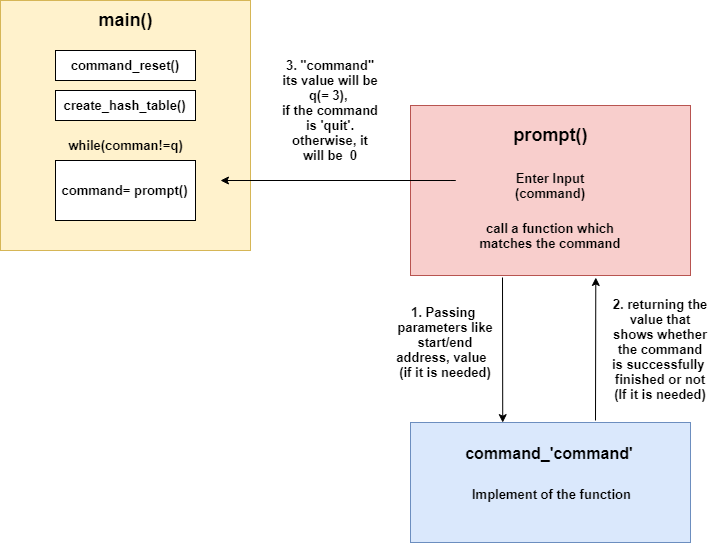 main()
command_reset()
create_hash_table()
while(comman!=q)
command= prompt()
3. "command"
its value will be
q(= 3),
if the command
is 'quit'.
otherwise, it
will be 0
prompt()
Enter Input
(command)
call a function which
matches the command
1. Passing
parameters like
start/end
address, value
(if it is needed)
2. returning the
value that
shows whether
the command
is successfully
finished or not
(If it is needed)
command_'command'
Implement of the function